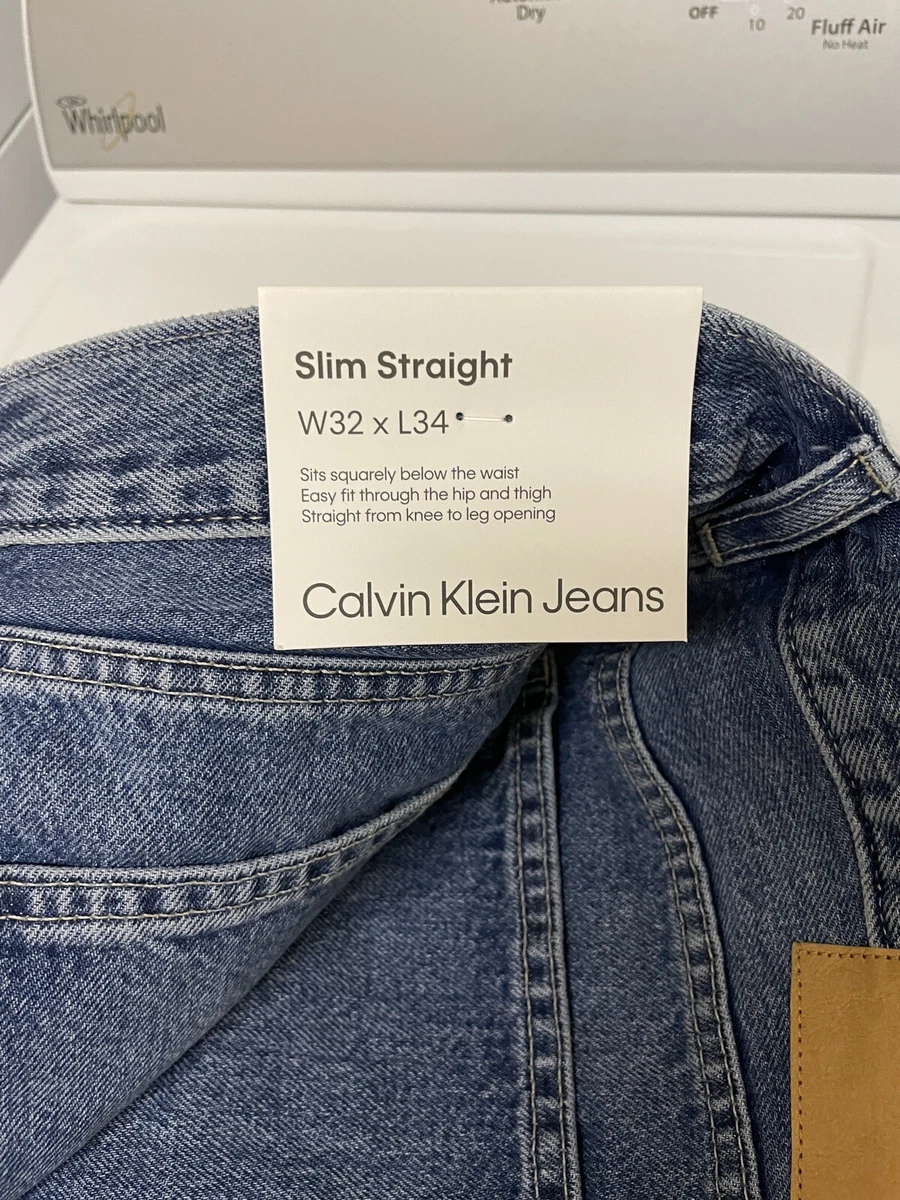 Dry
OFF
10
20
Fluff Air
No Heat
Whirlpool
Slim Straight
W32 x L34
Sits squarely below the waist
Easy fit through the hip and thigh
Straight from knee to leg opening
Calvin Klein Jeans